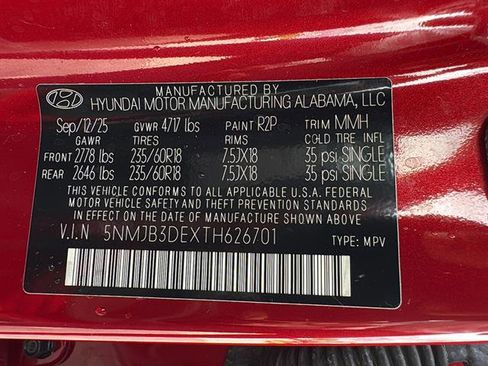 MANUFACTURED BY
HYUNDAI MOTOR MANUFACTURING ALABAMA, LLC
Sep/12/25 GVWR 4717 lbs PAINT R2P TRIM MMH
GAWR TIRES RIMS COLD TIRE INFL
FRONT 2778 lbs 235/60R18 7.5JX18 35 psi SINGLE
REAR 2646 lbs 235/60R18 7.5JX18 35 psi SINGLE
THIS VEHICLE CONFORMS TO ALL APPLICABLE U.S.A. FEDERAL
MOTOR VEHICLE SAFETY AND THEFT PREVENTION STANDARDS
IN EFFECT ON THE DATE OF MANUFACTURE SHOWN ABOVE
V.I.N 5NMJB3DEXTH626701 TYPE: MPV